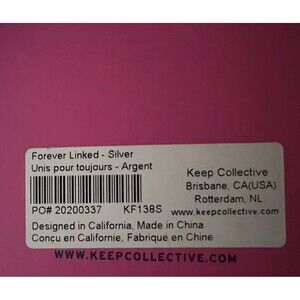 Forever Linked - Silver
Unis pour toujours - Argent
PO# 20200337 KF138S
Keep Collective
Brisbane, CA(USA)
Rotterdam, NL
www.keepcollective.com
Designed in California, Made in China
Conçu en Californie, Fabrique en Chine
WWW.KEEPCOLLECTIVE.COM